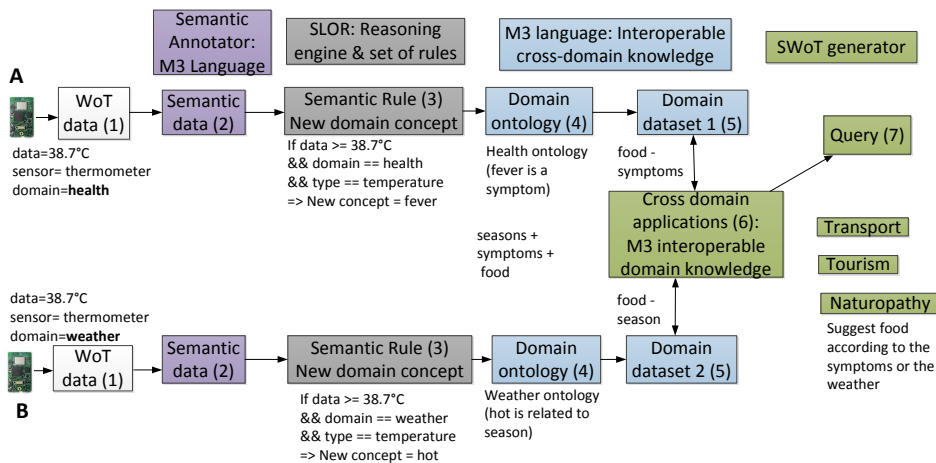 Semantic
Annotator:
M3 Language
SLOR: Reasoning
engine & set of rules
M3 language: Interoperable
cross-domain knowledge
SWoT generator
A
WoT
data (1)
Semantic
data (2)
Semantic Rule (3)
New domain concept
Domain
ontology (4)
Domain
dataset 1 (5)
Query (7)
data=38.7°C
sensor= thermometer
domain=health
If data >= 38.7°C
&& domain == health
&& type == temperature
=> New concept = fever
Health ontology
(fever is a
symptom)
food -
symptoms
seasons +
symptoms +
food
Cross domain
applications (6):
M3 interoperable
domain knowledge
Transport
Tourism
Naturopathy
Suggest food
according to the
symptoms or the
weather
food -
season
data=38.7°C
sensor= thermometer
domain=weather
WoT
data (1)
Semantic
data (2)
Semantic Rule (3)
New domain concept
Domain
ontology (4)
Domain
dataset 2 (5)
B
If data >= 38.7°C
&& domain == weather
&& type == temperature
=> New concept = hot
Weather ontology
(hot is related to
season)